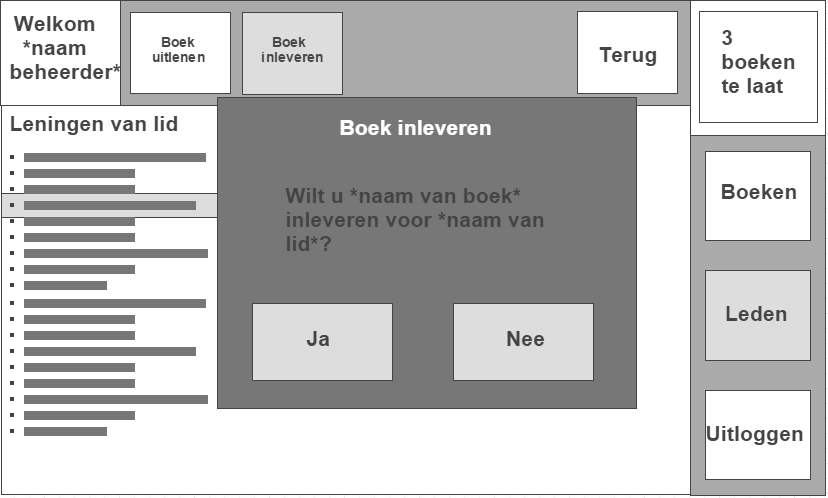 Welkom
*naam
beheerder*
Boek
uitlenen
Boek
inleveren
Terug
3
boeken
te laat
Leningen van lid
Boek inleveren
Wilt u *naam van boek*
inleveren voor *naam van
lid*?
Ja
Nee
Boeken
Leden
Uitloggen